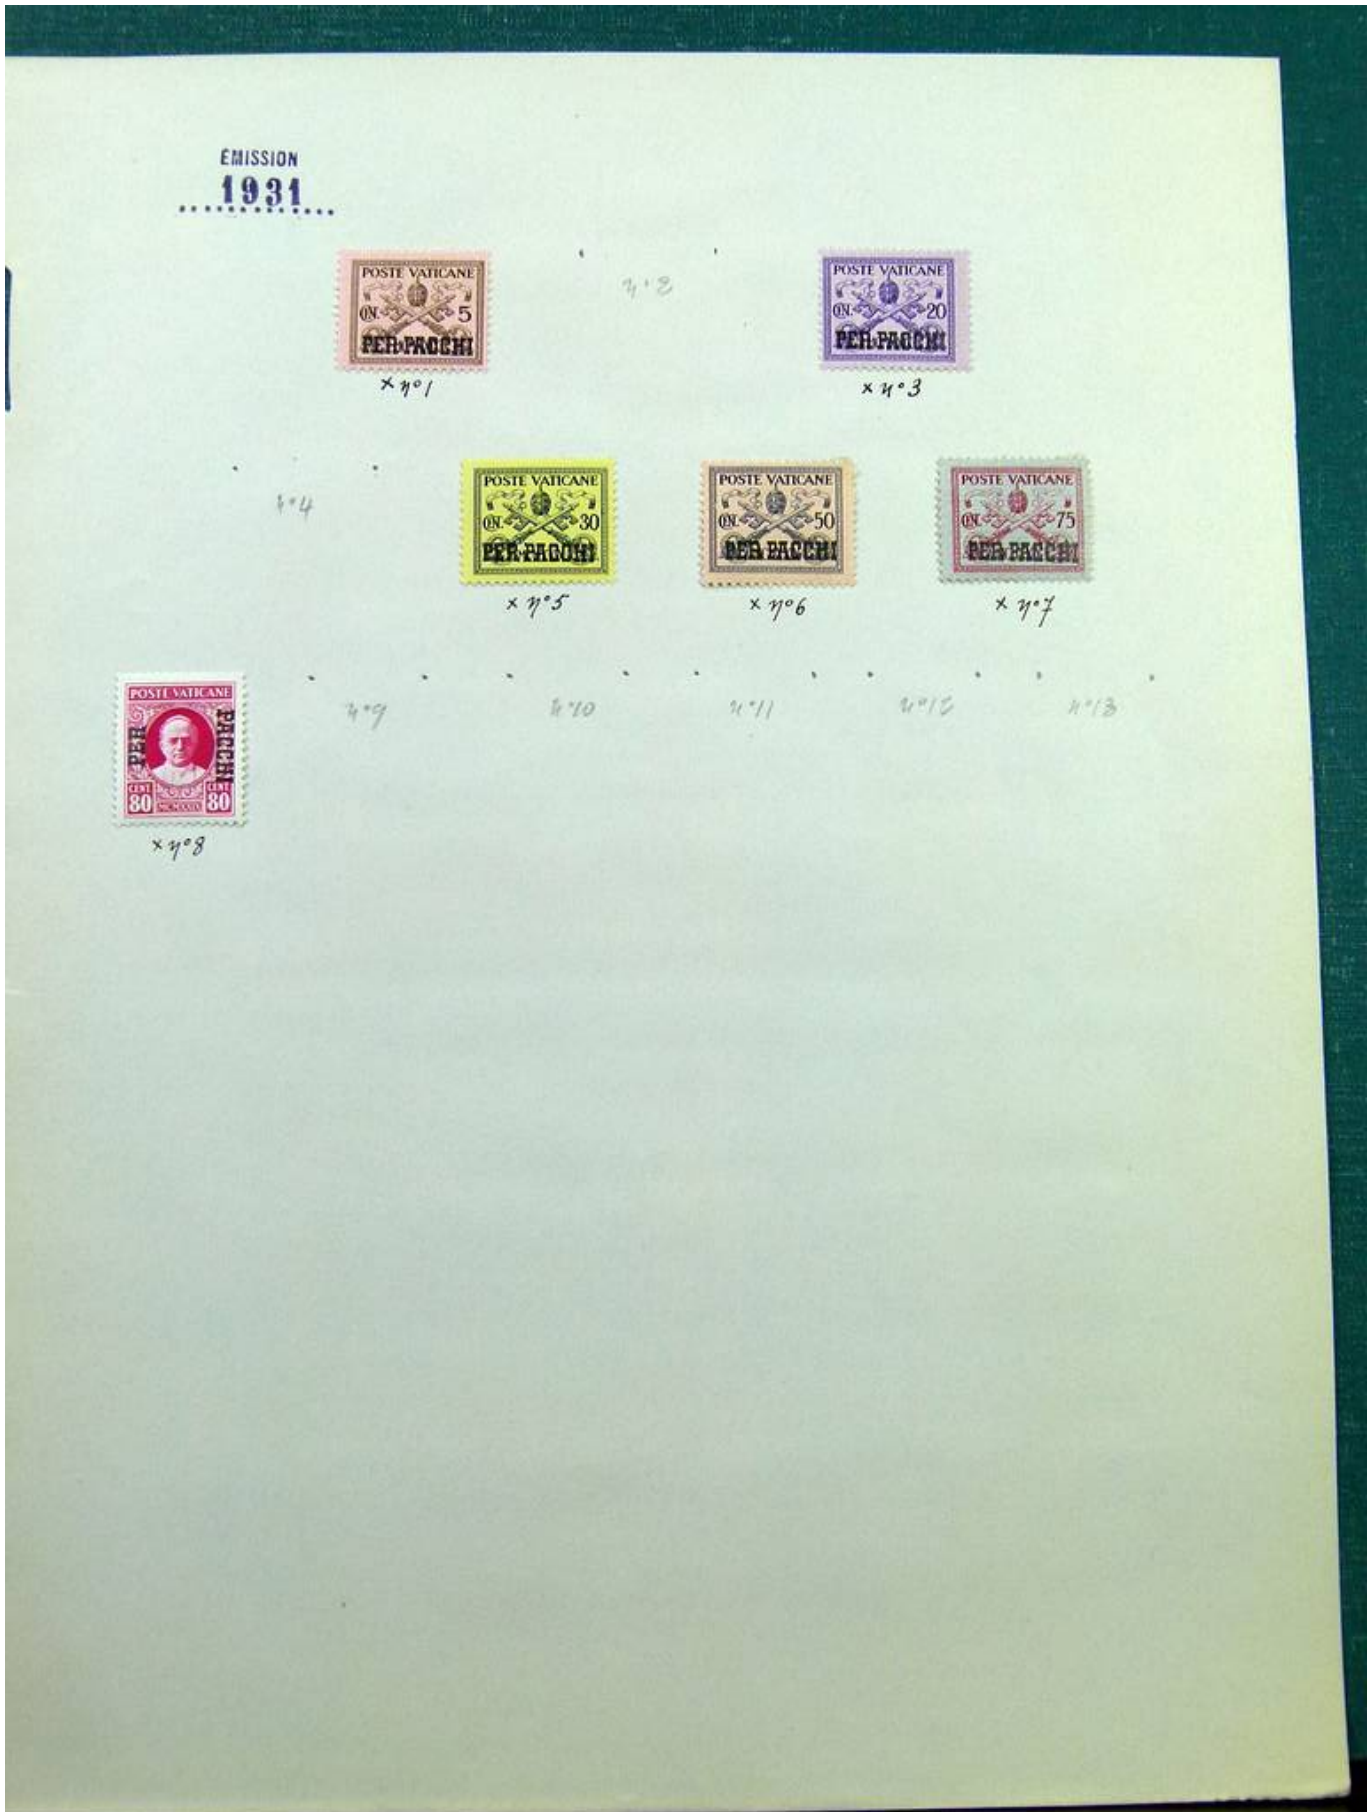 ÉMISSION
1931
POSTE VATICANE
CN. 5
PER PACCHI
x n°1
n°2
POSTE VATICANE
CN. 20
PER PACCHI
x n°3
n°4
POSTE VATICANE
CN. 30
PER PACCHI
x n°5
POSTE VATICANE
CN. 50
PER PACCHI
x n°6
POSTE VATICANE
CN. 75
PER PACCHI
x n°7
POSTE VATICANE
PER PACCHI
CENT 80
MCMXXIX
CENT 80
x n°8
n°9
n°10
n°11
n°12
n°13